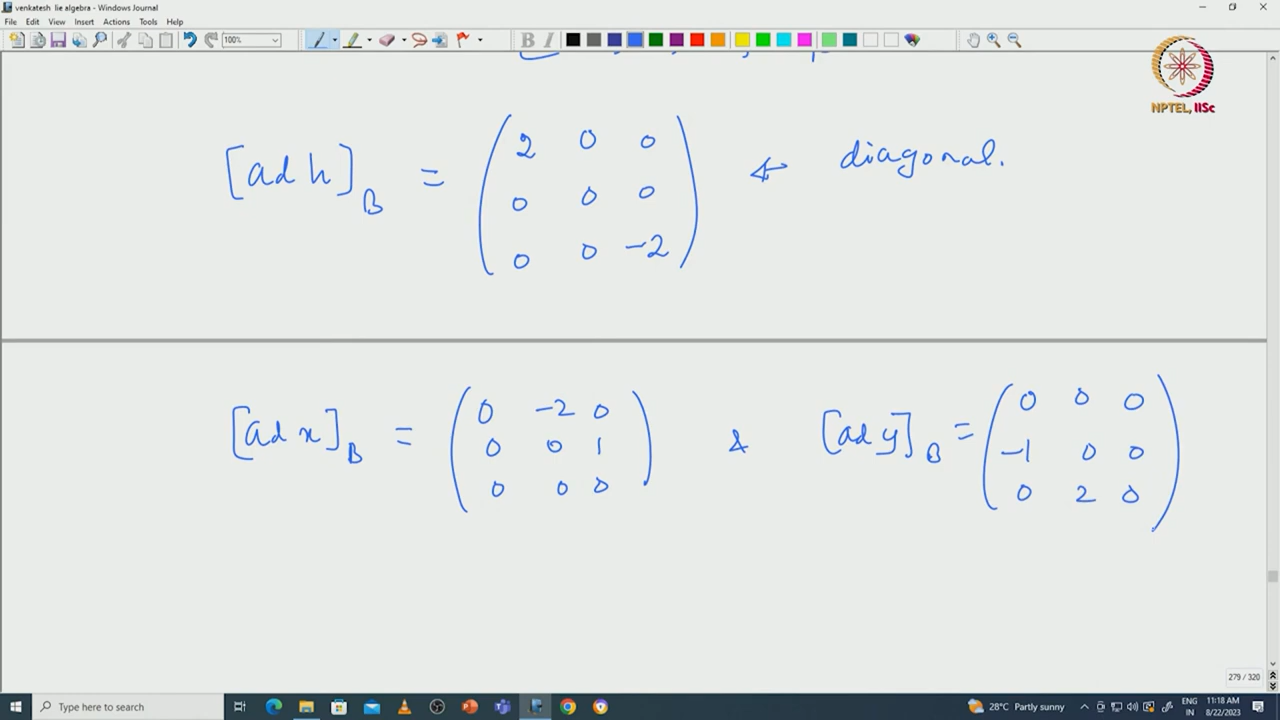 venkatesh lie algebra - Windows Journal
File Edit View Insert Actions Tools Help
100%
B I
NPTEL, IISc
[ad h]_B = ( 2 0 0 ← diagonal.
0 0 0
0 0 -2 )
[ad x]_B = ( 0 -2 0 & [ad y]_B = ( 0 0 0
0 0 1 -1 0 0
0 0 0 ) 0 2 0 )
279 / 320
Type here to search
28°C Partly sunny
ENG
IN
11:18 AM
8/22/2023